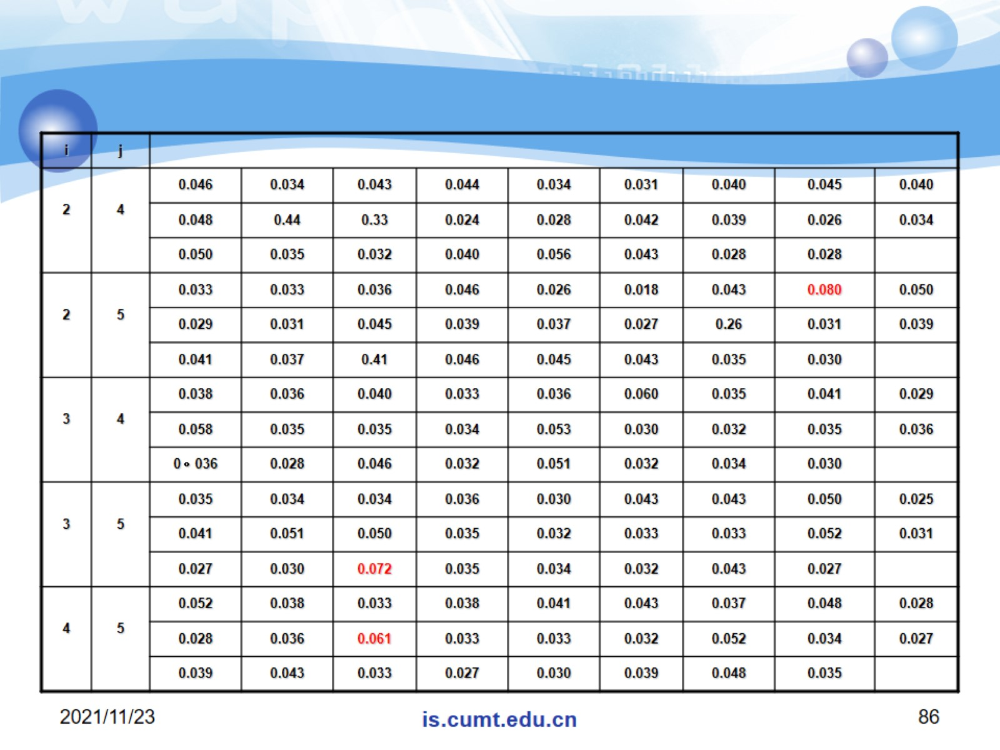 i j
0.046 0.034 0.043 0.044 0.034 0.031 0.040 0.045 0.040
2 4
0.048 0.44 0.33 0.024 0.028 0.042 0.039 0.026 0.034
0.050 0.035 0.032 0.040 0.056 0.043 0.028 0.028
0.033 0.033 0.036 0.046 0.026 0.018 0.043 0.080 0.050
2 5
0.029 0.031 0.045 0.039 0.037 0.027 0.26 0.031 0.039
0.041 0.037 0.41 0.046 0.045 0.043 0.035 0.030
0.038 0.036 0.040 0.033 0.036 0.060 0.035 0.041 0.029
3 4
0.058 0.035 0.035 0.034 0.053 0.030 0.032 0.035 0.036
0。036 0.028 0.046 0.032 0.051 0.032 0.034 0.030
0.035 0.034 0.034 0.036 0.030 0.043 0.043 0.050 0.025
3 5
0.041 0.051 0.050 0.035 0.032 0.033 0.033 0.052 0.031
0.027 0.030 0.072 0.035 0.034 0.032 0.043 0.027
0.052 0.038 0.033 0.038 0.041 0.043 0.037 0.048 0.028
4 5
0.028 0.036 0.061 0.033 0.033 0.032 0.052 0.034 0.027
0.039 0.043 0.033 0.027 0.030 0.039 0.048 0.035
2021/11/23 is.cumt.edu.cn 86